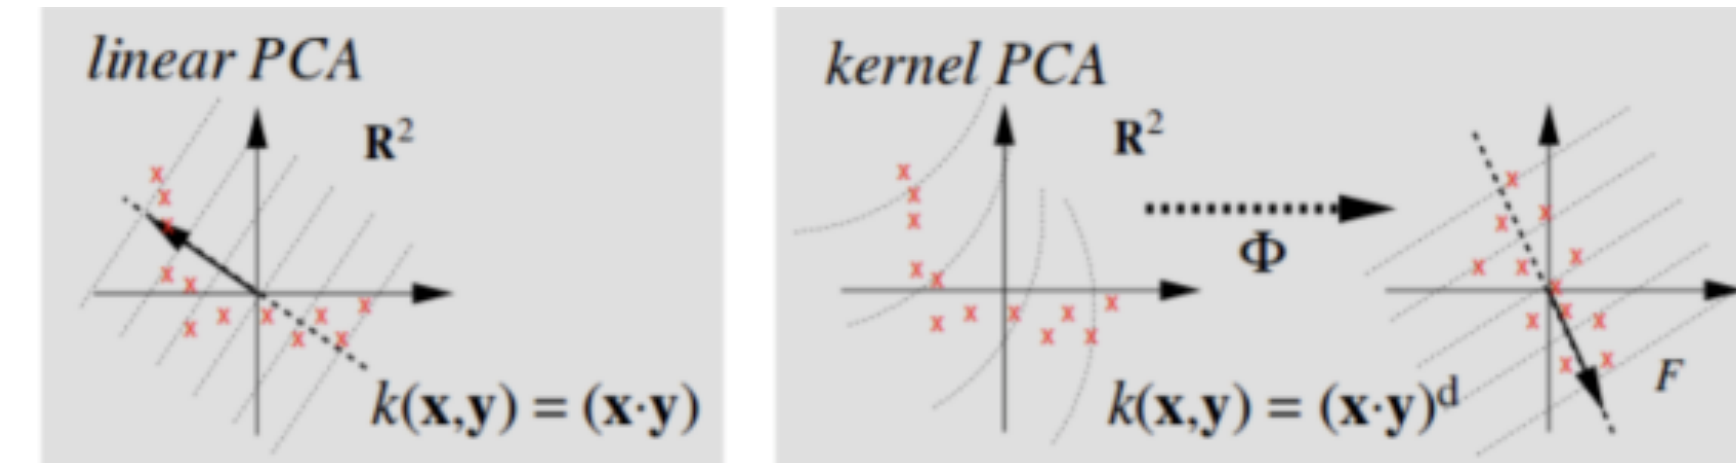 linear PCA
R²
k(x,y) = (x·y)
kernel PCA
R²
Φ
k(x,y) = (x·y)ᵈ
F